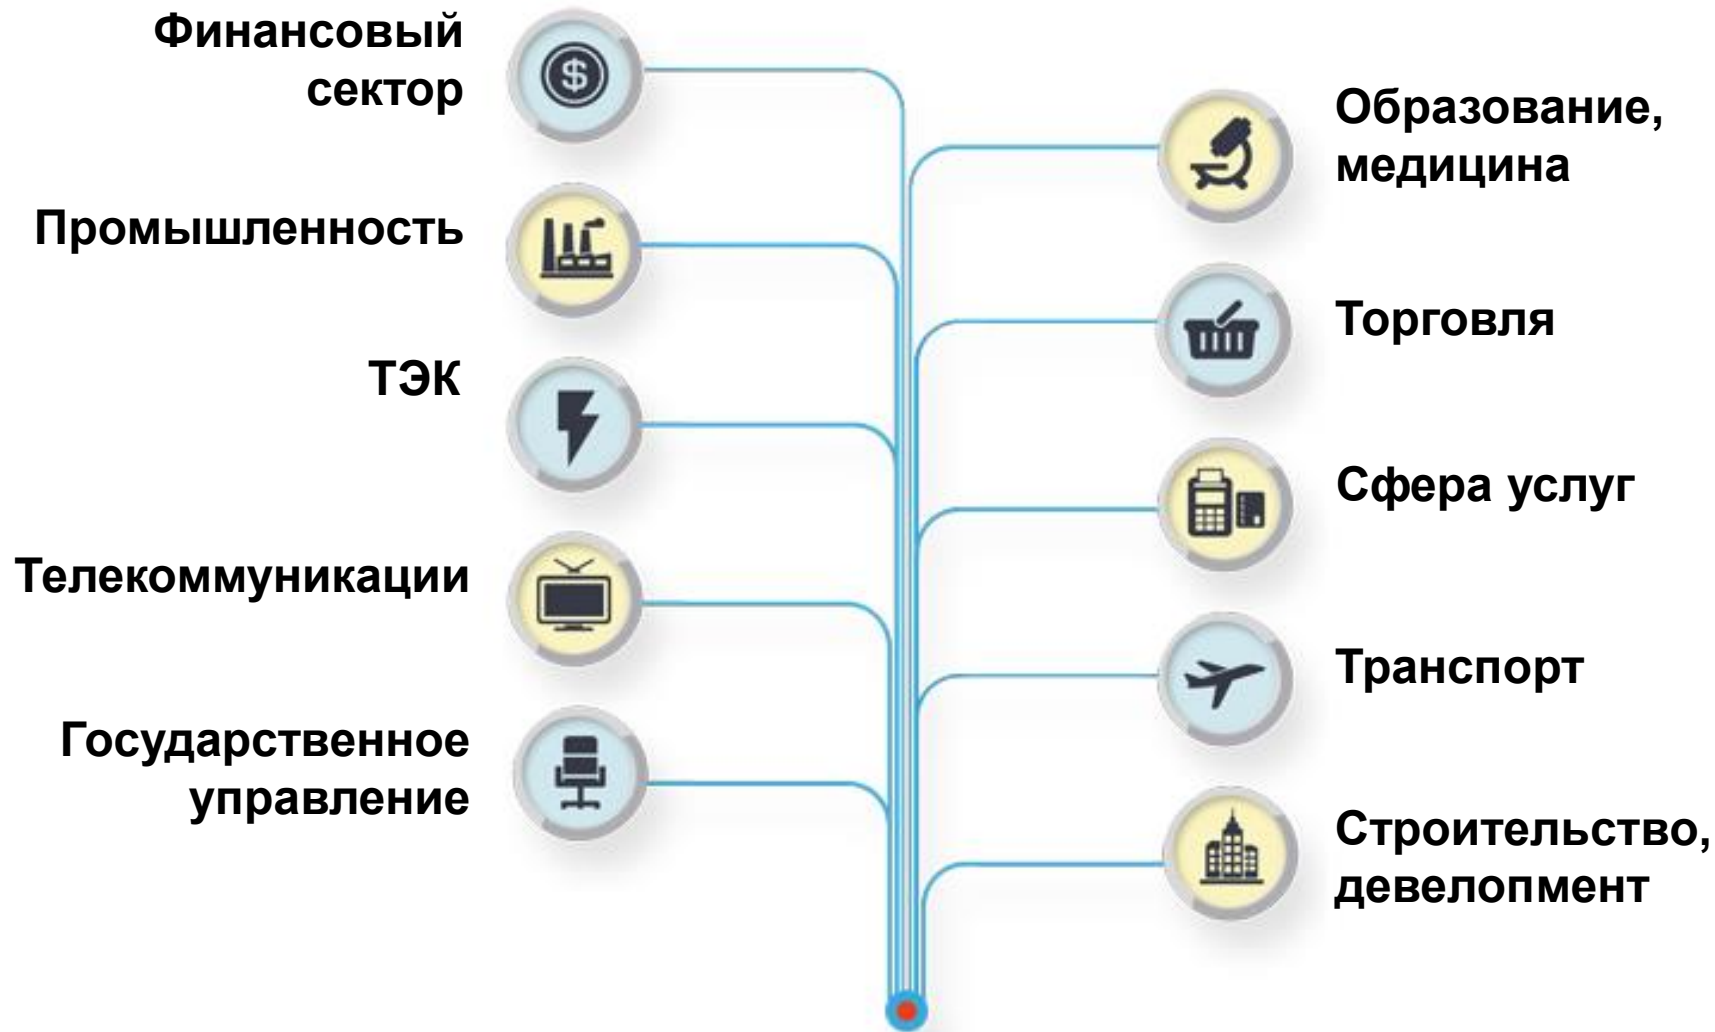 Финансовый
сектор
Промышленность
ТЭК
Телекоммуникации
Государственное
управление
Образование,
медицина
Торговля
Сфера услуг
Транспорт
Строительство,
девелопмент